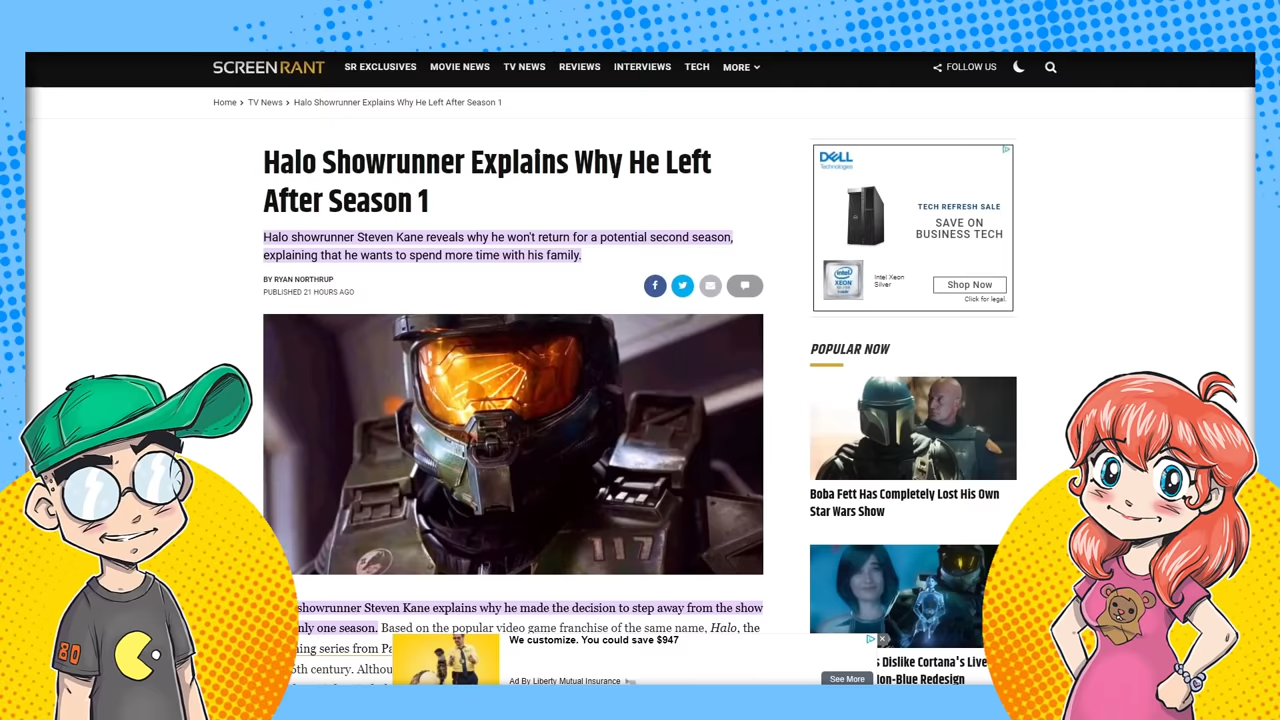 SCREENRANT
SR EXCLUSIVES MOVIE NEWS TV NEWS REVIEWS INTERVIEWS TECH MORE
FOLLOW US
Home > TV News > Halo Showrunner Explains Why He Left After Season 1
Halo Showrunner Explains Why He Left
After Season 1
Halo showrunner Steven Kane reveals why he won't return for a potential second season,
explaining that he wants to spend more time with his family.
BY RYAN NORTHRUP
PUBLISHED 21 HOURS AGO
117
showrunner Steven Kane explains why he made the decision to step away from the show
only one season. Based on the popular video game franchise of the same name, Halo, the
series from
century.
We customize. You could save $947
Ad By Liberty Mutual Insurance
See More
DELL
Technologies
TECH REFRESH SALE
SAVE ON
BUSINESS TECH
intel
XEON
SILVER
Intel Xeon
Silver
Shop Now
Click for legal.
POPULAR NOW
Boba Fett Has Completely Lost His Own
Star Wars Show
Dislike Cortana's Live
Redesign
80